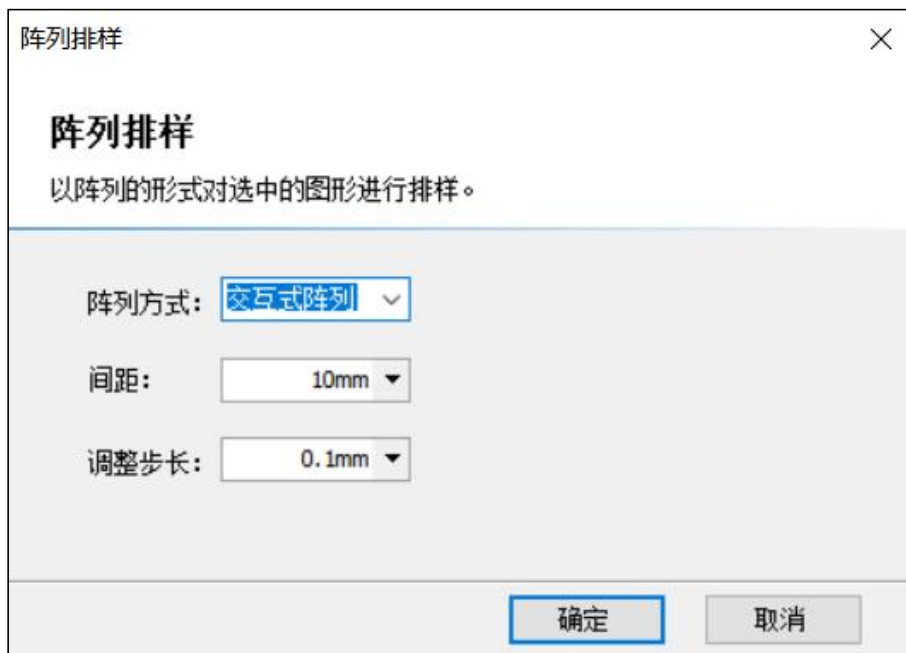 阵列排样
阵列排样
以阵列的形式对选中的图形进行排样。
阵列方式： 交互式阵列
间距： 10mm
调整步长： 0.1mm
确定 取消